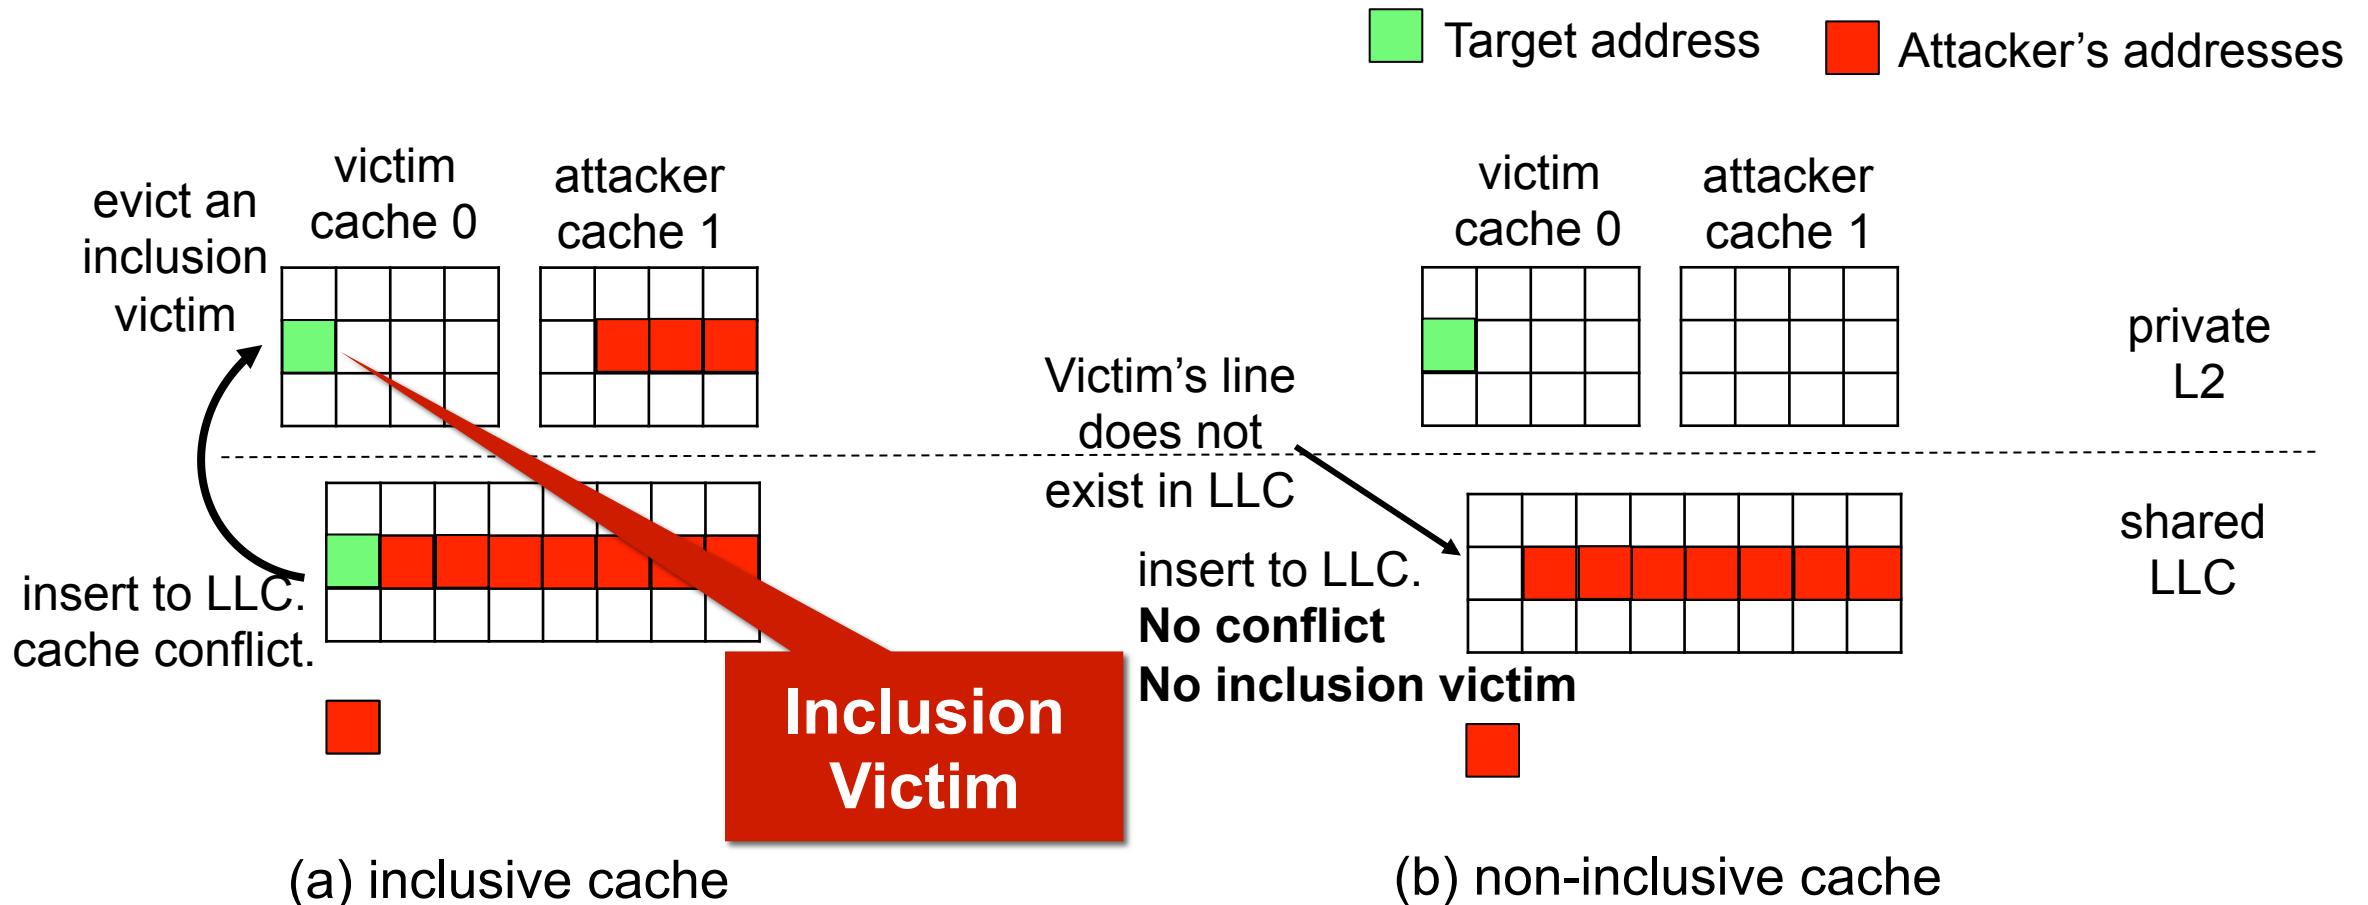 Target address
Attacker’s addresses
evict an
inclusion
victim
victim
cache 0
attacker
cache 1
insert to LLC.
cache conflict.
Inclusion
Victim
(a) inclusive cache
victim
cache 0
attacker
cache 1
private
L2
Victim’s line
does not
exist in LLC
insert to LLC.
No conflict
No inclusion victim
shared
LLC
(b) non-inclusive cache